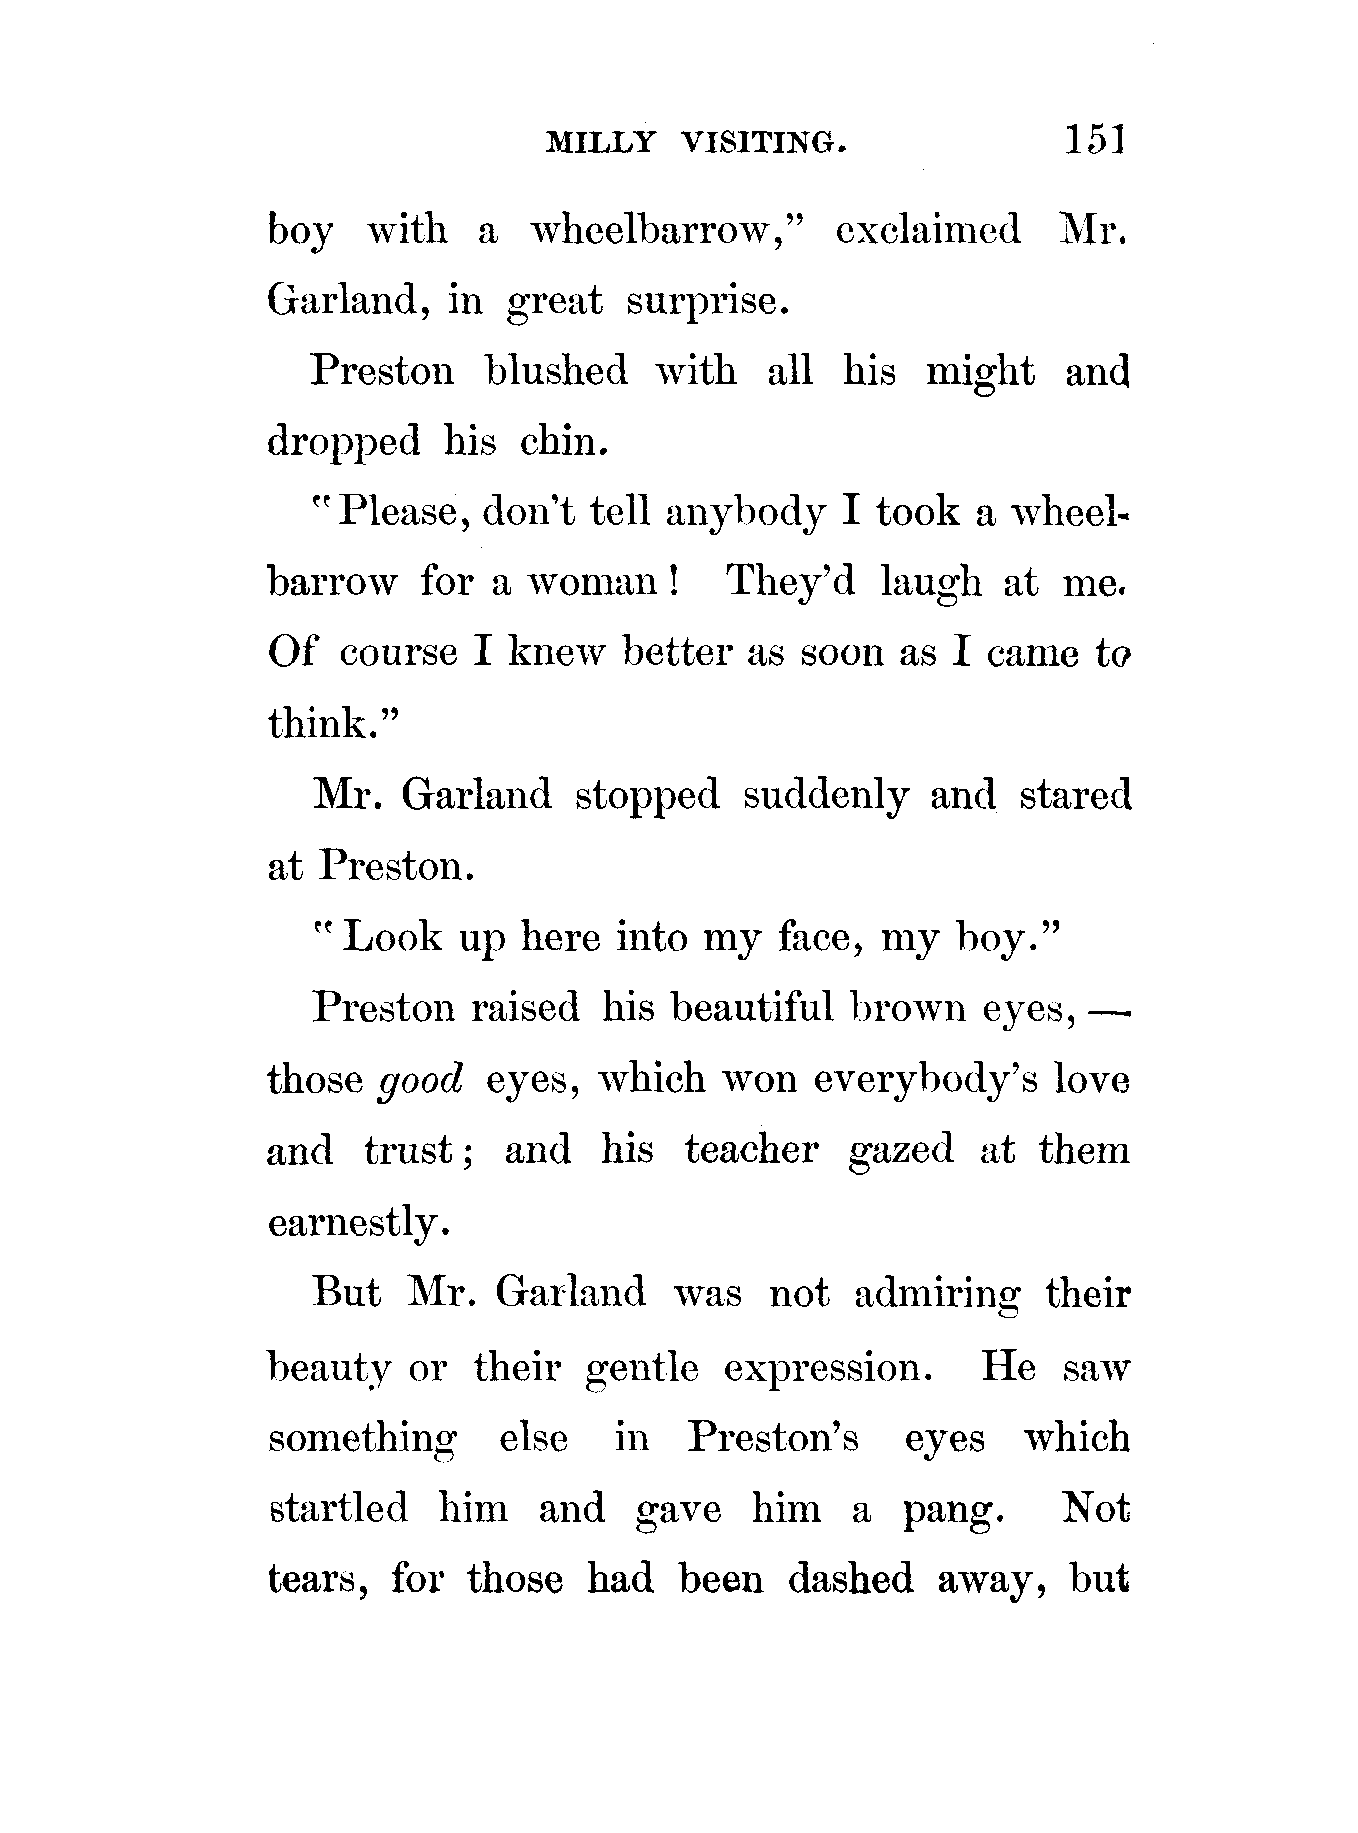 MILLY VISITING. 151
boy with a wheelbarrow,” exclaimed Mr.
Garland, in great surprise.
Preston blushed with all his might and
dropped his chin.
“Please, don’t tell anybody I took a wheel-
barrow for a woman! They’d laugh at me.
Of course I knew better as soon as I came to
think.”
Mr. Garland stopped suddenly and stared
at Preston.
“Look up here into my face, my boy.”
Preston raised his beautiful brown eyes, —
those good eyes, which won everybody’s love
and trust; and his teacher gazed at them
earnestly.
But Mr. Garland was not admiring their
beauty or their gentle expression. He saw
something else in Preston’s eyes which
startled him and gave him a pang. Not
tears, for those had been dashed away, but